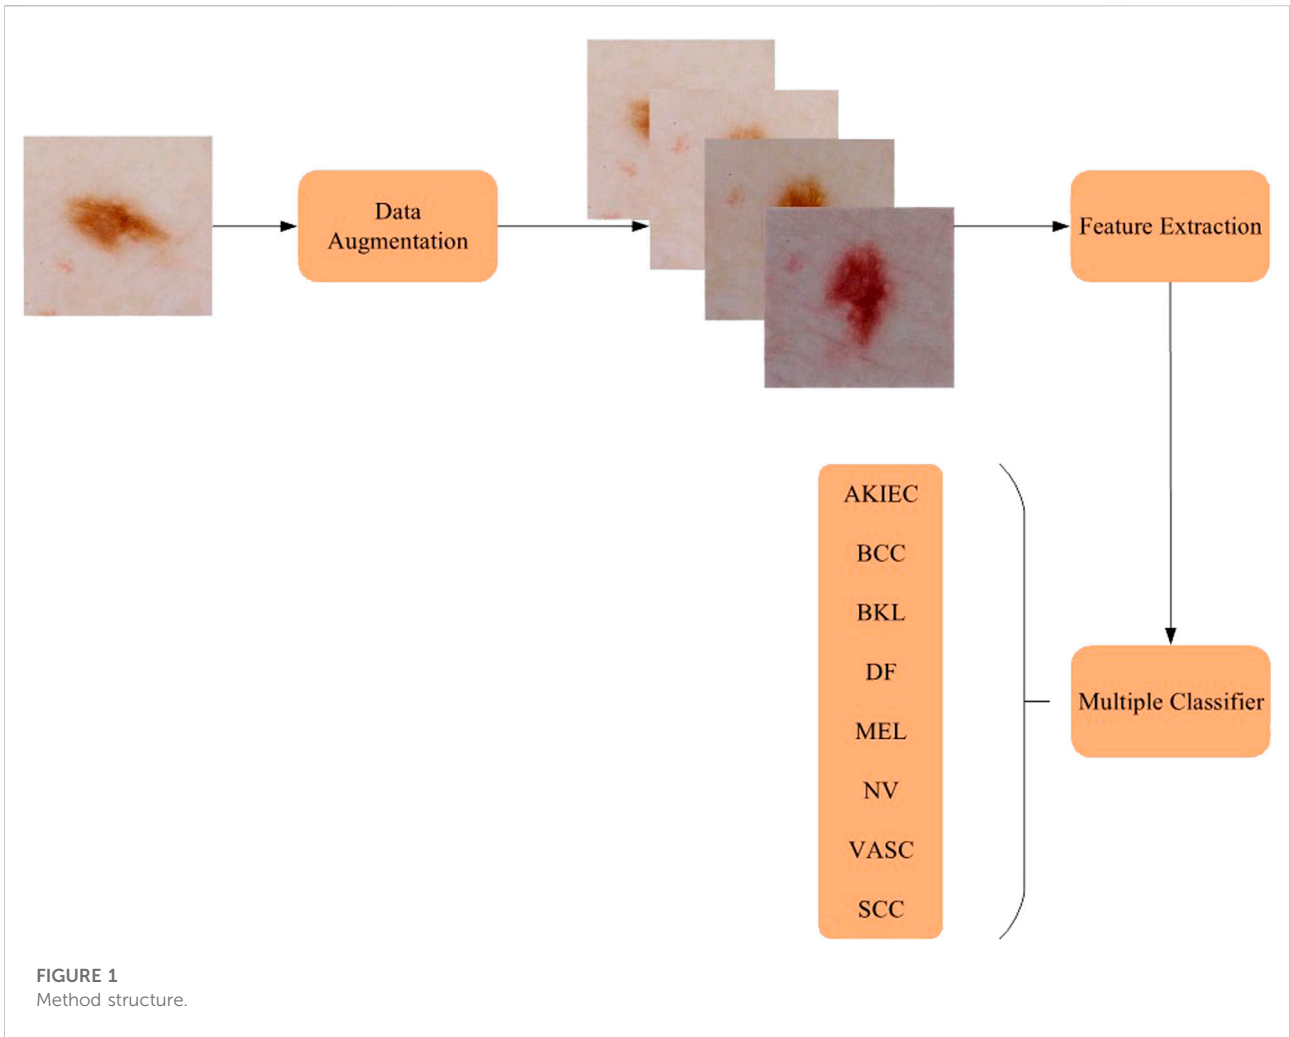 Data
Augmentation
Feature Extraction
AKIEC
BCC
BKL
DF
MEL
NV
VASC
SCC
Multiple Classifier
FIGURE 1
Method structure.